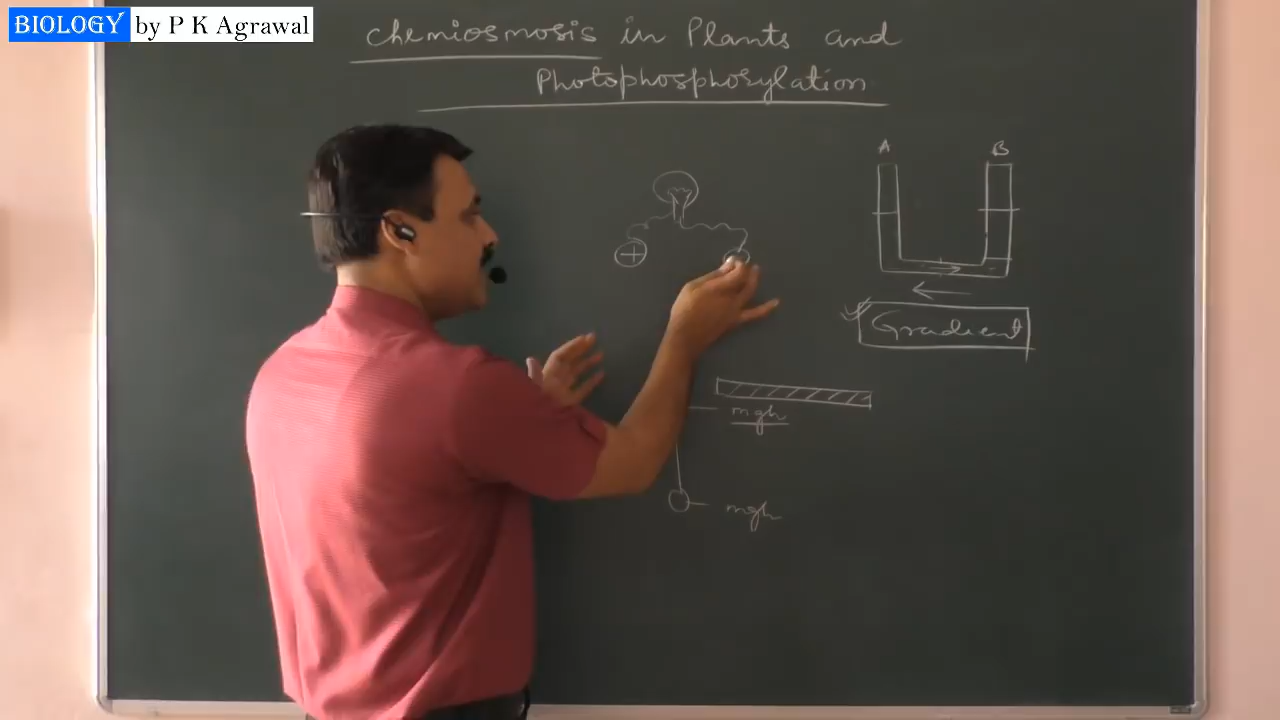 BIOLOGY by P K Agrawal
chemiosmosis in Plants and
Photophosphorylation
A B
+
Gradient
mgh
mgh